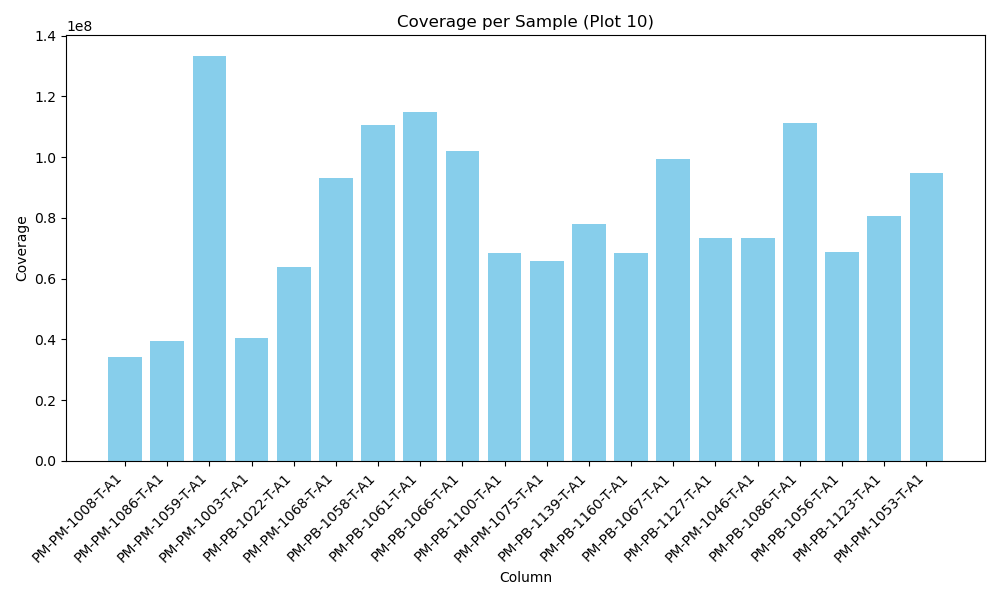 Coverage per Sample (Plot 10)
1e8
1.4
1.2
1.0
0.8
0.6
0.4
0.2
0.0
Coverage
PM-PM-1008-T-A1
PM-PM-1086-T-A1
PM-PM-1059-T-A1
PM-PM-1003-T-A1
PM-PB-1022-T-A1
PM-PM-1068-T-A1
PM-PB-1058-T-A1
PM-PB-1061-T-A1
PM-PB-1066-T-A1
PM-PB-1100-T-A1
PM-PM-1075-T-A1
PM-PB-1139-T-A1
PM-PB-1160-T-A1
PM-PB-1067-T-A1
PM-PB-1127-T-A1
PM-PM-1046-T-A1
PM-PB-1086-T-A1
PM-PB-1056-T-A1
PM-PB-1123-T-A1
PM-PM-1053-T-A1
Column